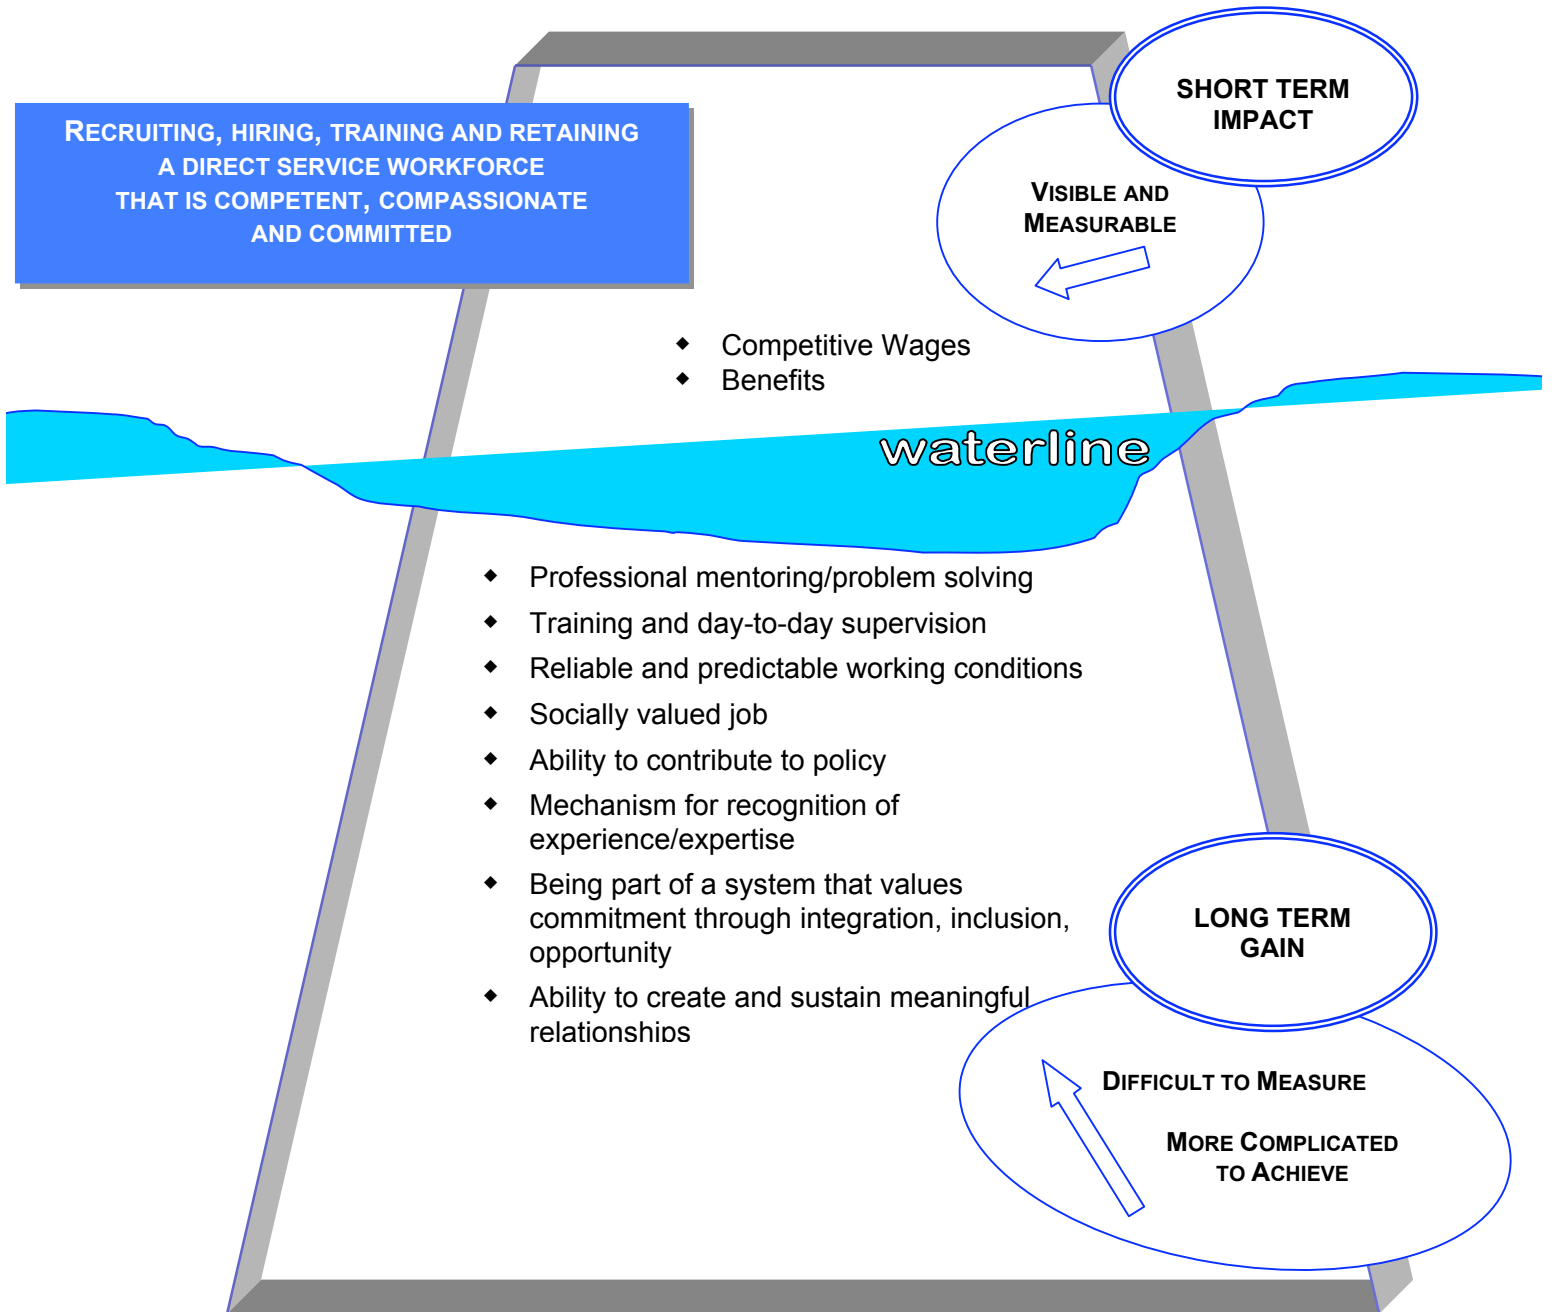 SHORT TERM
IMPACT
RECRUITING, HIRING, TRAINING AND RETAINING
A DIRECT SERVICE WORKFORCE
THAT IS COMPETENT, COMPASSIONATE
AND COMMITTED
VISIBLE AND
MEASURABLE
◆ Competitive Wages
◆ Benefits
waterline
◆ Professional mentoring/problem solving
◆ Training and day-to-day supervision
◆ Reliable and predictable working conditions
◆ Socially valued job
◆ Ability to contribute to policy
◆ Mechanism for recognition of
experience/expertise
◆ Being part of a system that values
commitment through integration, inclusion,
opportunity
◆ Ability to create and sustain meaningful
relationships
LONG TERM
GAIN
DIFFICULT TO MEASURE
MORE COMPLICATED
TO ACHIEVE